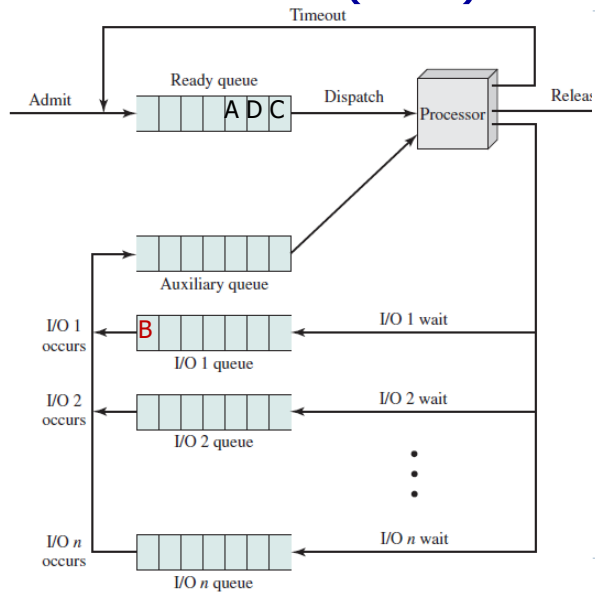 Timeout
Ready queue
Admit
A D C
Dispatch
Processor
Auxiliary queue
I/O 1
occurs
B
I/O 1 wait
I/O 1 queue
I/O 2
occurs
I/O 2 wait
I/O 2 queue
I/O n
occurs
I/O n wait
I/O n queue